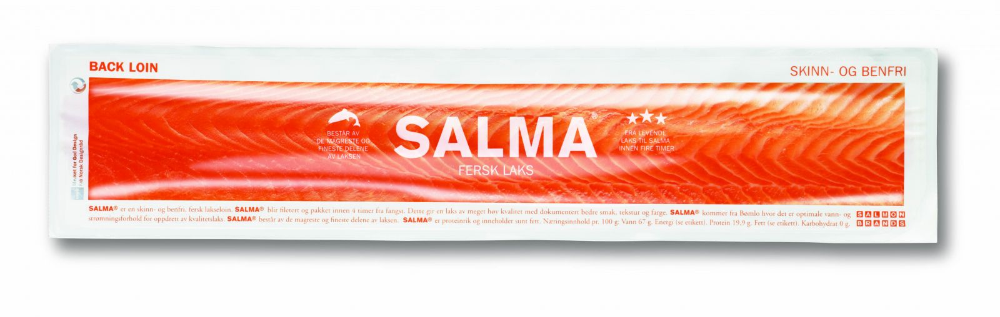 BACK LOIN
SKINN- OG BENFRI
BESTÅR AV
DE MAGRESTE OG
FINESTE DELENE
AV LAKSEN
SALMA®
FERSK LAKS
FRA LEVENDE
LAKS TIL SALMA
INNEN FIRE TIMER
Merket for God Design
Fra Norsk Designråd
SALMA® er en skinn- og benfri, fersk lakseloin. SALMA® blir filetert og pakket innen 4 timer fra fangst. Dette gir en laks av meget høy kvalitet med dokumentert bedre smak, tekstur og farge. SALMA® kommer fra Bømlo hvor det er optimale vann- og
strømningsforhold for oppdrett av kvalitetslaks. SALMA® består av de magreste og fineste delene av laksen. SALMA® er proteinrik og inneholder sunt fett. Næringsinnhold pr. 100 g: Vann 67 g. Energi (se etikett). Protein 19,9 g. Fett (se etikett). Karbohydrat 0 g.
SALMON
BRANDS